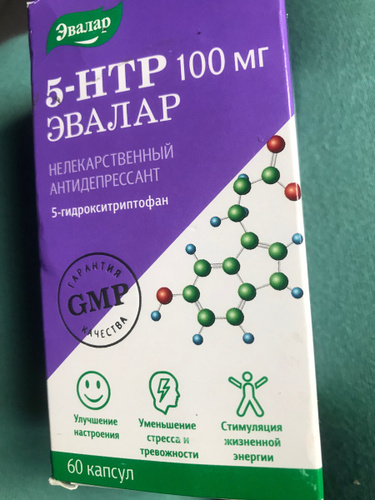 Эвалар
5-HTP 100 мг
ЭВАЛАР
НЕЛЕКАРСТВЕННЫЙ
АНТИДЕПРЕССАНТ
5-гидрокситриптофан
ГАРАНТИЯ
GMP
КАЧЕСТВА
Улучшение
настроения
Уменьшение
стресса и
тревожности
Стимуляция
жизненной
энергии
60 капсул